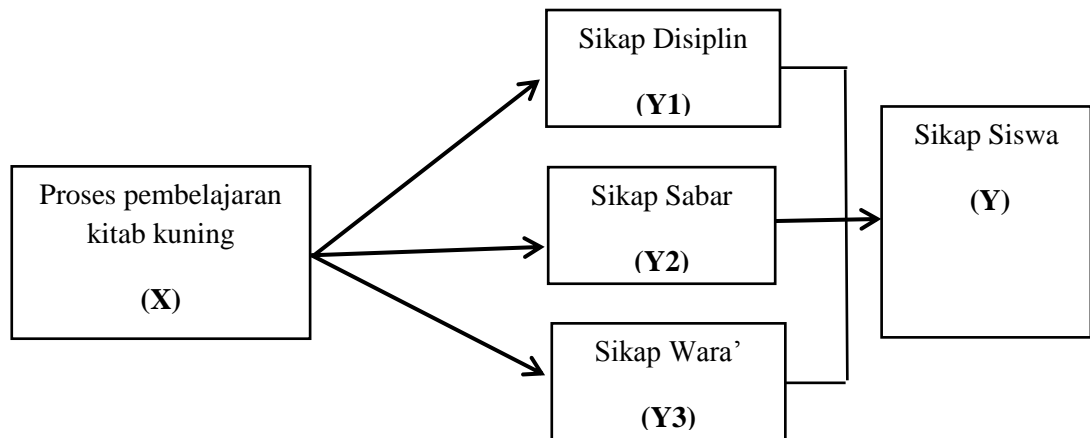 Proses pembelajaran
kitab kuning
(X)
Sikap Disiplin
(Y1)
Sikap Sabar
(Y2)
Sikap Wara’
(Y3)
Sikap Siswa
(Y)